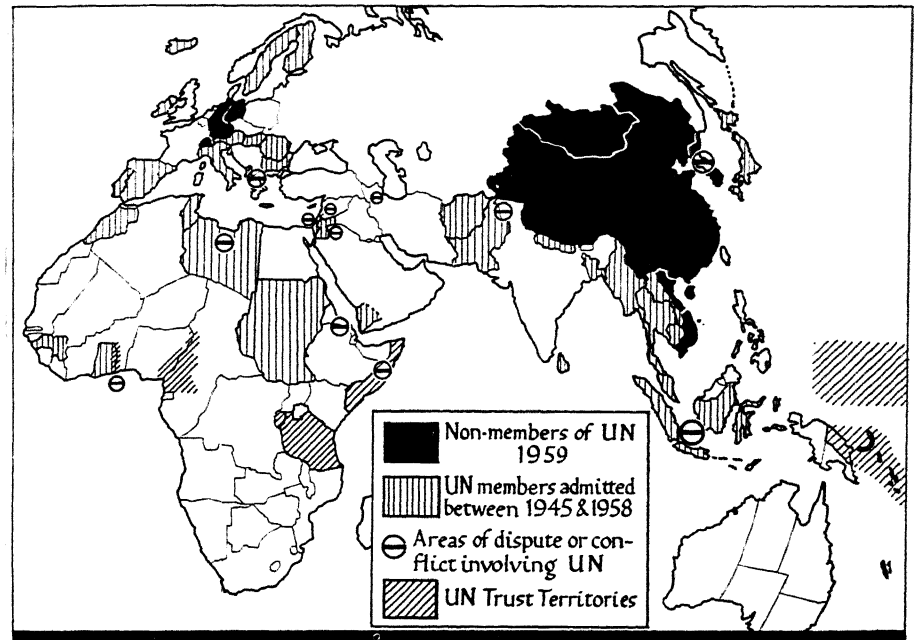 Non-members of UN
1959
UN members admitted
between 1945 & 1958
Areas of dispute or con-
flict involving UN
UN Trust Territories